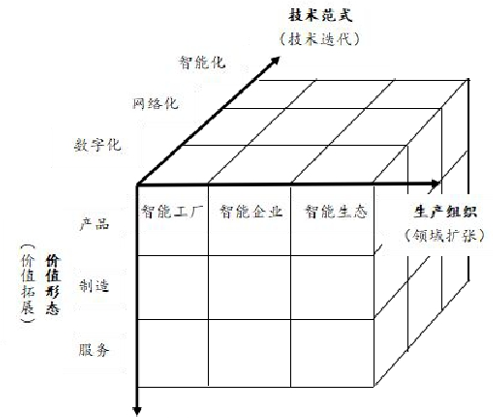 技术范式
（技术迭代）
智能化
网络化
数字化
产品
智能工厂
智能企业
智能生态
生产组织
（领域扩张）
制造
服务
价值形态
（价值拓展）